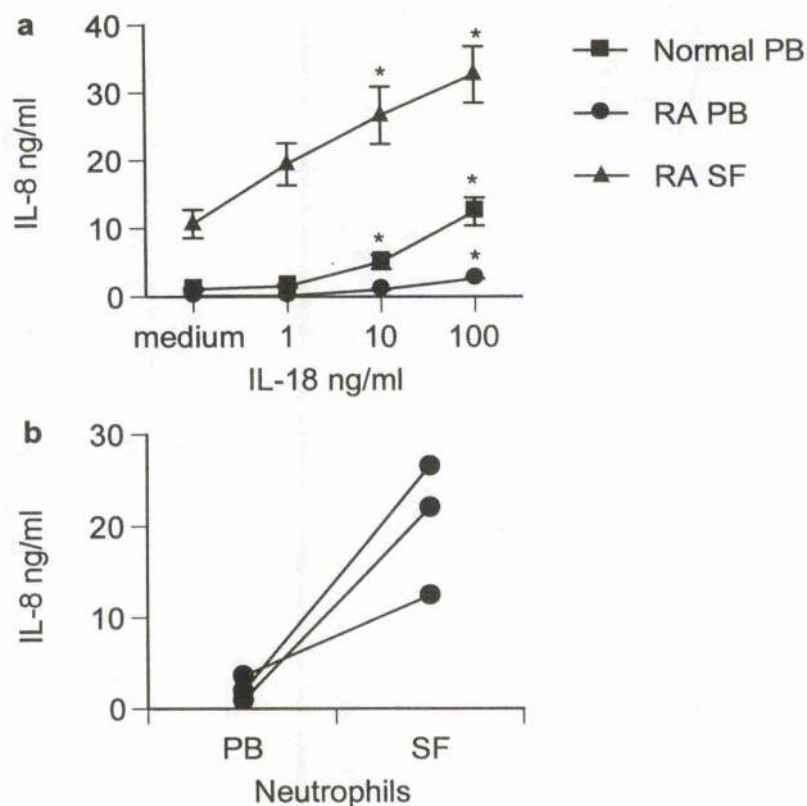 a
IL-8 ng/ml
40
30
20
10
0
*
*
*
*
*
*
medium 1 10 100
IL-18 ng/ml
Normal PB
RA PB
RA SF
b
IL-8 ng/ml
30
20
10
0
PB SF
Neutrophils